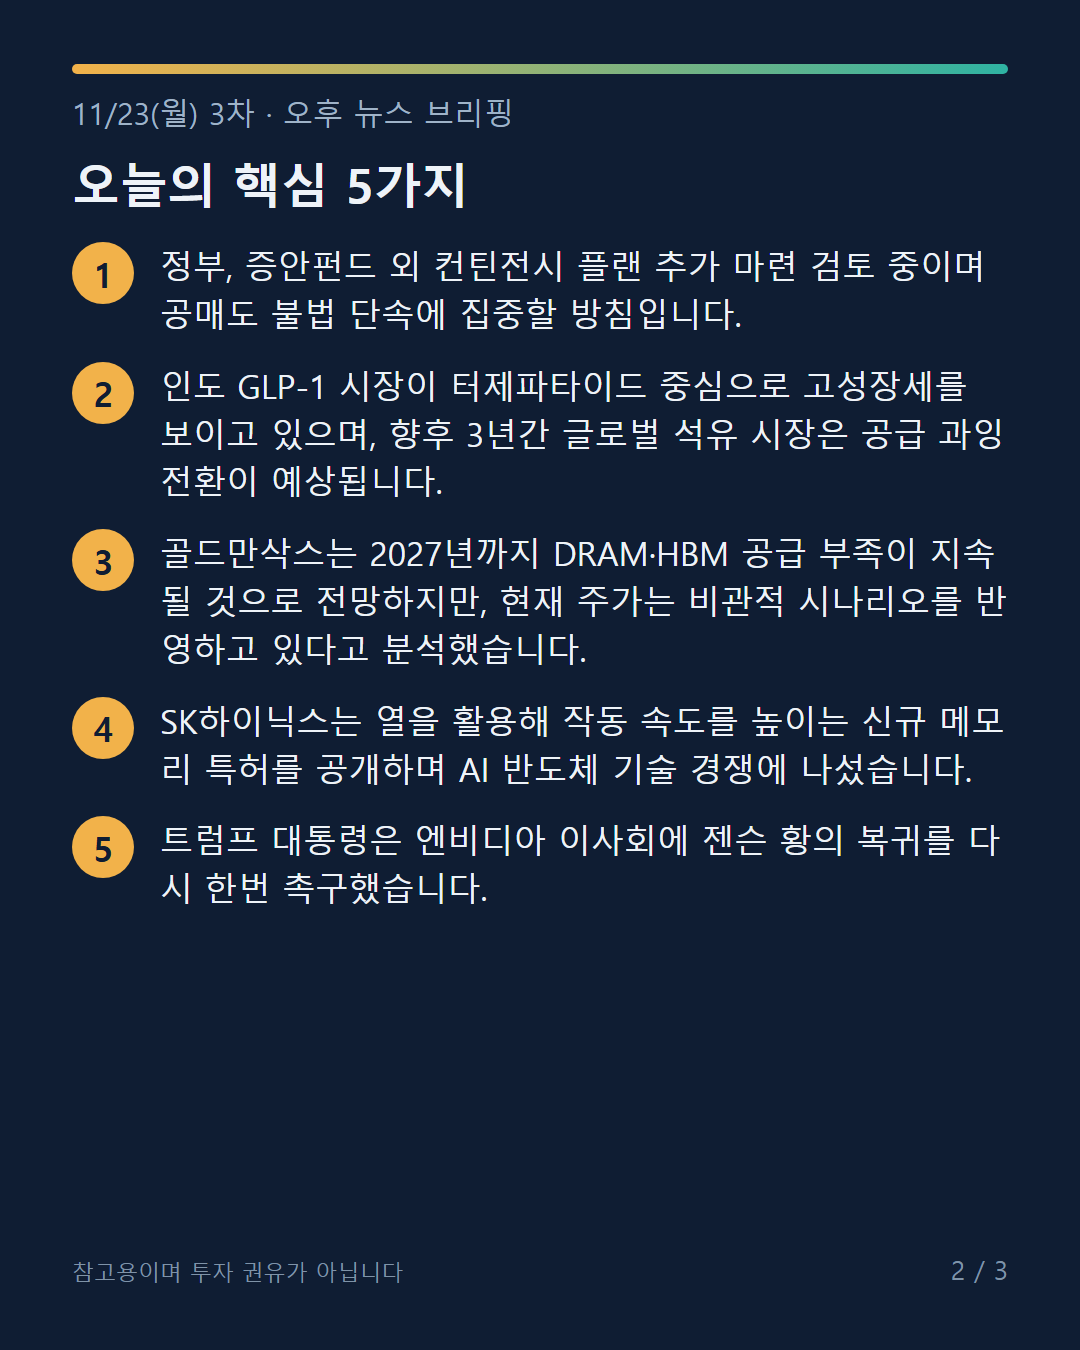 11/23(월) 3차 · 오후 뉴스 브리핑
오늘의 핵심 5가지
1 정부, 증안펀드 외 컨틴전시 플랜 추가 마련 검토 중이며
공매도 불법 단속에 집중할 방침입니다.
2 인도 GLP-1 시장이 터제파타이드 중심으로 고성장세를
보이고 있으며, 향후 3년간 글로벌 석유 시장은 공급 과잉
전환이 예상됩니다.
3 골드만삭스는 2027년까지 DRAM·HBM 공급 부족이 지속
될 것으로 전망하지만, 현재 주가는 비관적 시나리오를 반
영하고 있다고 분석했습니다.
4 SK하이닉스는 열을 활용해 작동 속도를 높이는 신규 메모
리 특허를 공개하며 AI 반도체 기술 경쟁에 나섰습니다.
5 트럼프 대통령은 엔비디아 이사회에 젠슨 황의 복귀를 다
시 한번 촉구했습니다.
참고용이며 투자 권유가 아닙니다
2 / 3